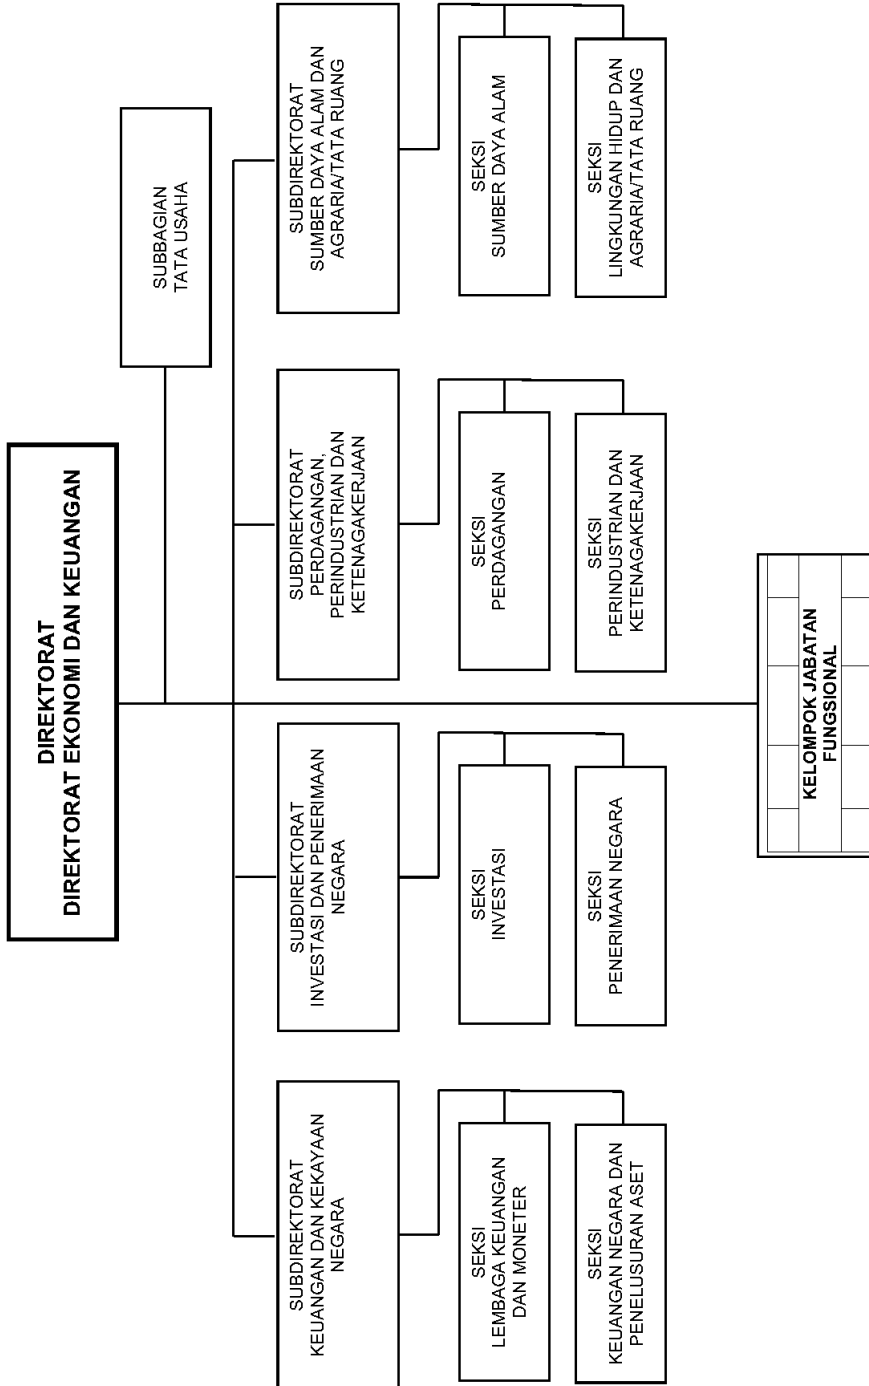 DIREKTORAT
DIREKTORAT EKONOMI DAN KEUANGAN
SUBBAGIAN
TATA USAHA
SUBDIREKTORAT
KEUANGAN DAN KEKAYAAN
NEGARA
SUBDIREKTORAT
INVESTASI DAN PENERIMAAN
NEGARA
SUBDIREKTORAT
PERDAGANGAN,
PERINDUSTRIAN DAN
KETENAGAKERJAAN
SUBDIREKTORAT
SUMBER DAYA ALAM DAN
AGRARIA/TATA RUANG
SEKSI
LEMBAGA KEUANGAN
DAN MONETER
SEKSI
INVESTASI
SEKSI
PERDAGANGAN
SEKSI
SUMBER DAYA ALAM
SEKSI
KEUANGAN NEGARA DAN
PENELUSURAN ASET
SEKSI
PENERIMAAN NEGARA
SEKSI
PERINDUSTRIAN DAN
KETENAGAKERJAAN
SEKSI
LINGKUNGAN HIDUP DAN
AGRARIA/TATA RUANG
KELOMPOK JABATAN
FUNGSIONAL